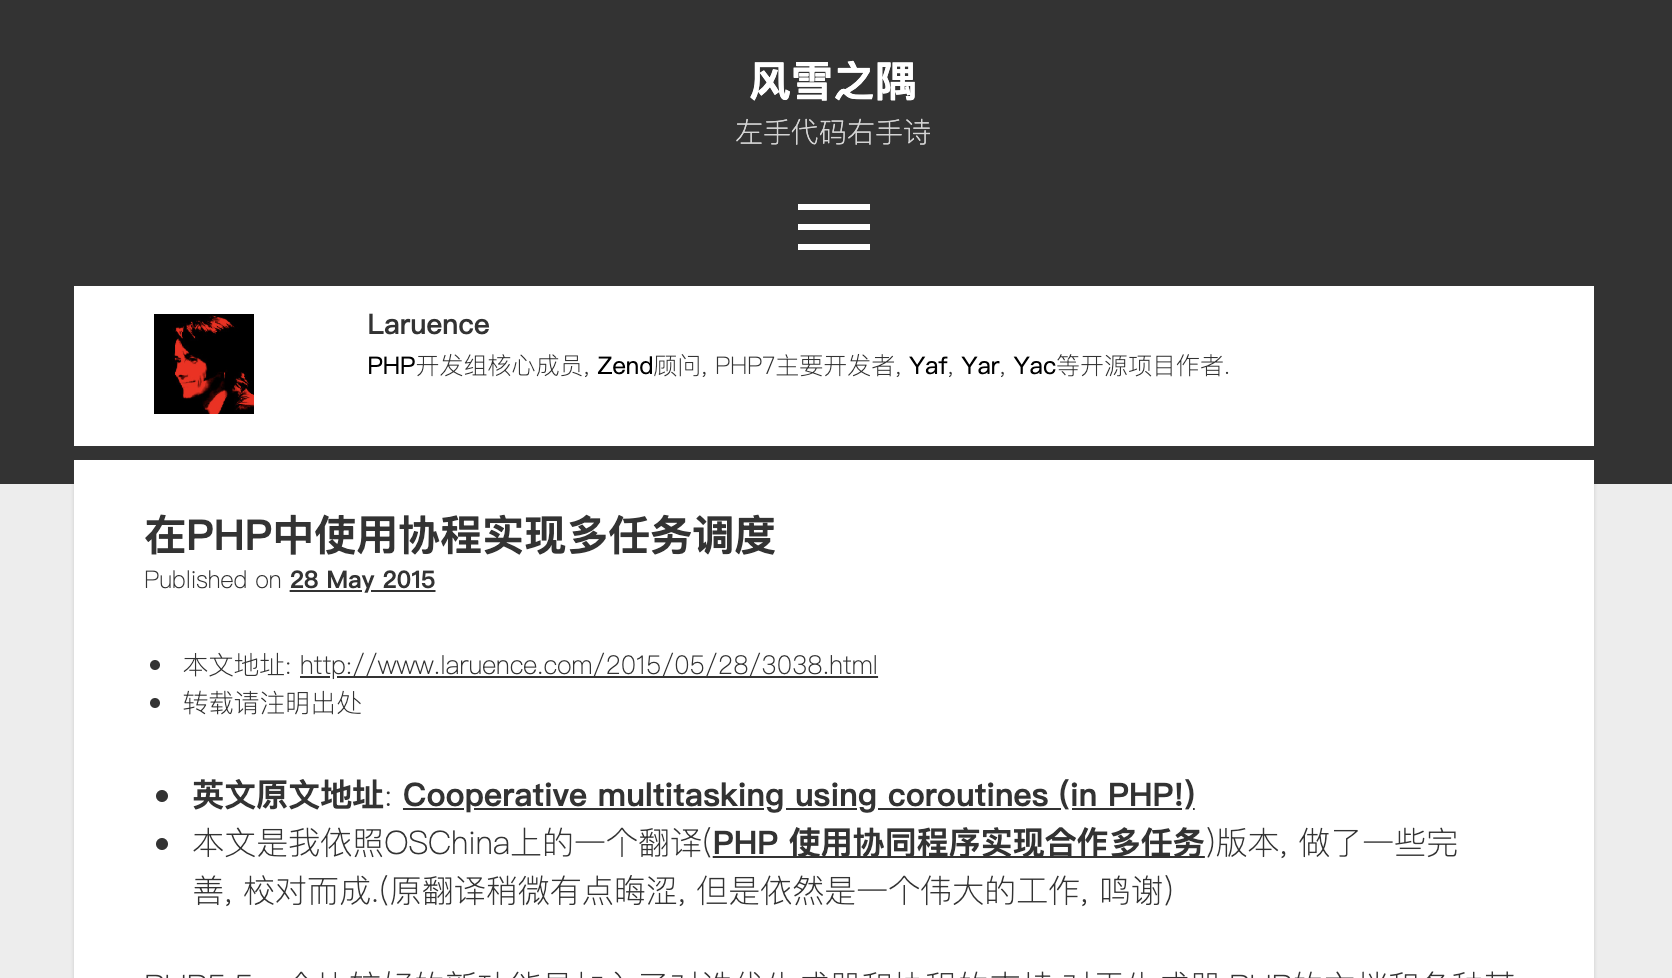 风雪之隅
左手代码右手诗
Laruence
PHP开发组核心成员, Zend顾问, PHP7主要开发者, Yaf, Yar, Yac等开源项目作者.
在PHP中使用协程实现多任务调度
Published on 28 May 2015
本文地址: http://www.laruence.com/2015/05/28/3038.html
转载请注明出处
英文原文地址: Cooperative multitasking using coroutines (in PHP!)
本文是我依照OSChina上的一个翻译(PHP 使用协同程序实现合作多任务)版本, 做了一些完
善, 校对而成.(原翻译稍微有点晦涩, 但是依然是一个伟大的工作, 鸣谢)